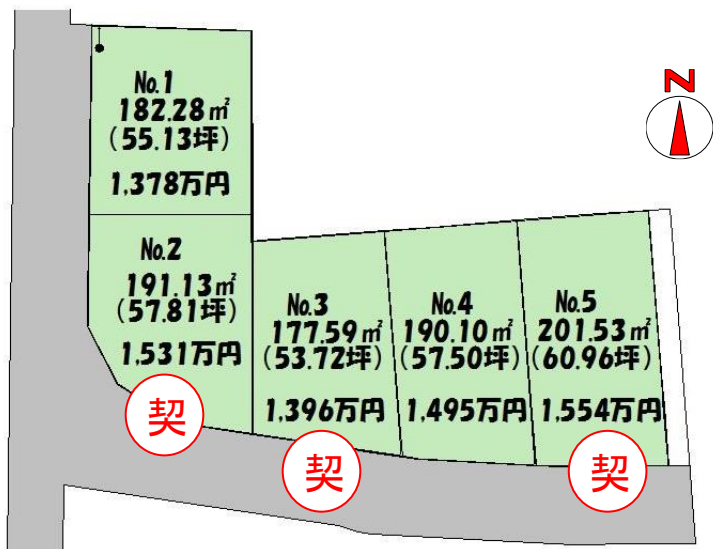 No.1
182.28㎡
(55.13坪)
1,378万円
N
No.2
191.13㎡
(57.81坪)
1,531万円
契
No.3
177.59㎡
(53.72坪)
1,396万円
契
No.4
190.10㎡
(57.50坪)
1,495万円
No.5
201.53㎡
(60.96坪)
1,554万円
契